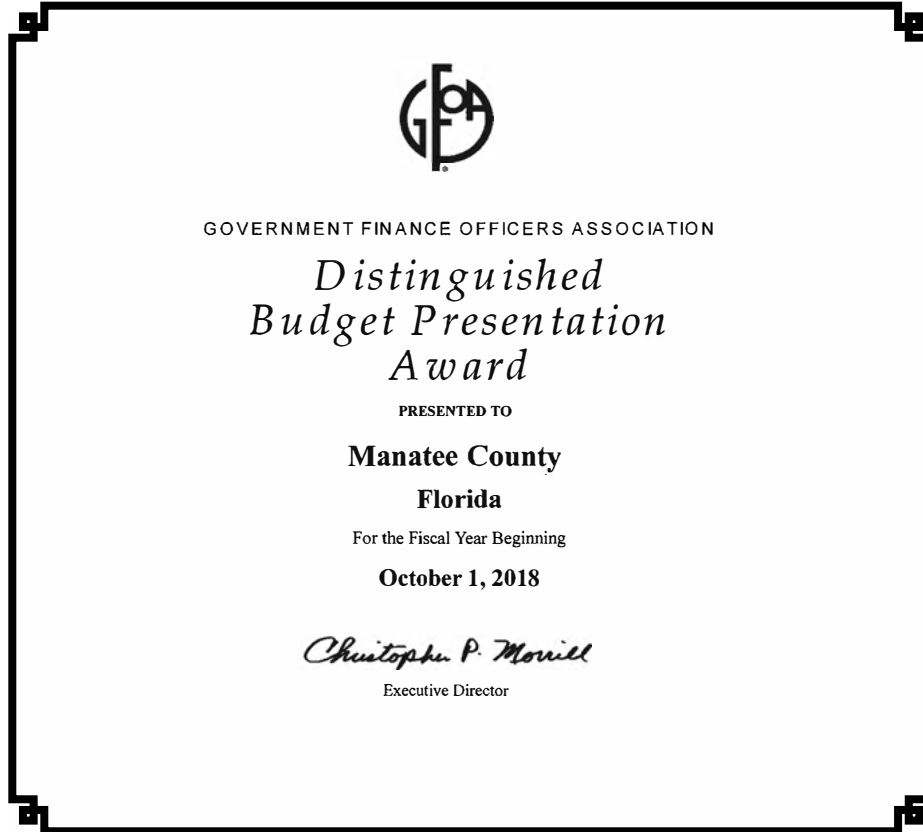 GFOA
GOVERNMENT FINANCE OFFICERS ASSOCIATION
Distinguished
Budget Presentation
Award
PRESENTED TO
Manatee County
Florida
For the Fiscal Year Beginning
October 1, 2018
Christopher P. Morrill
Executive Director